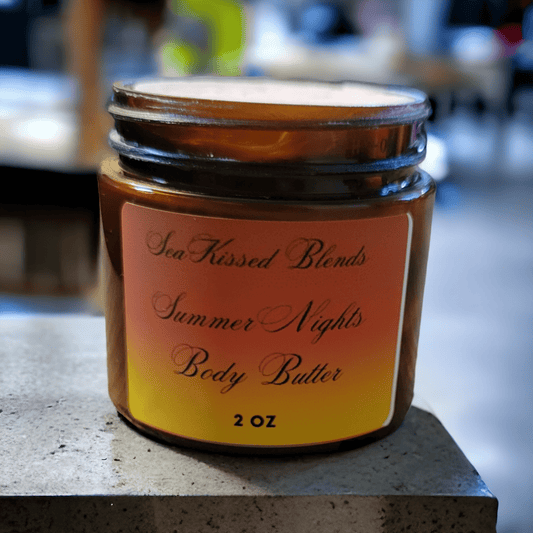 SeaKissed Blends
Summer Nights
Body Butter
2 OZ